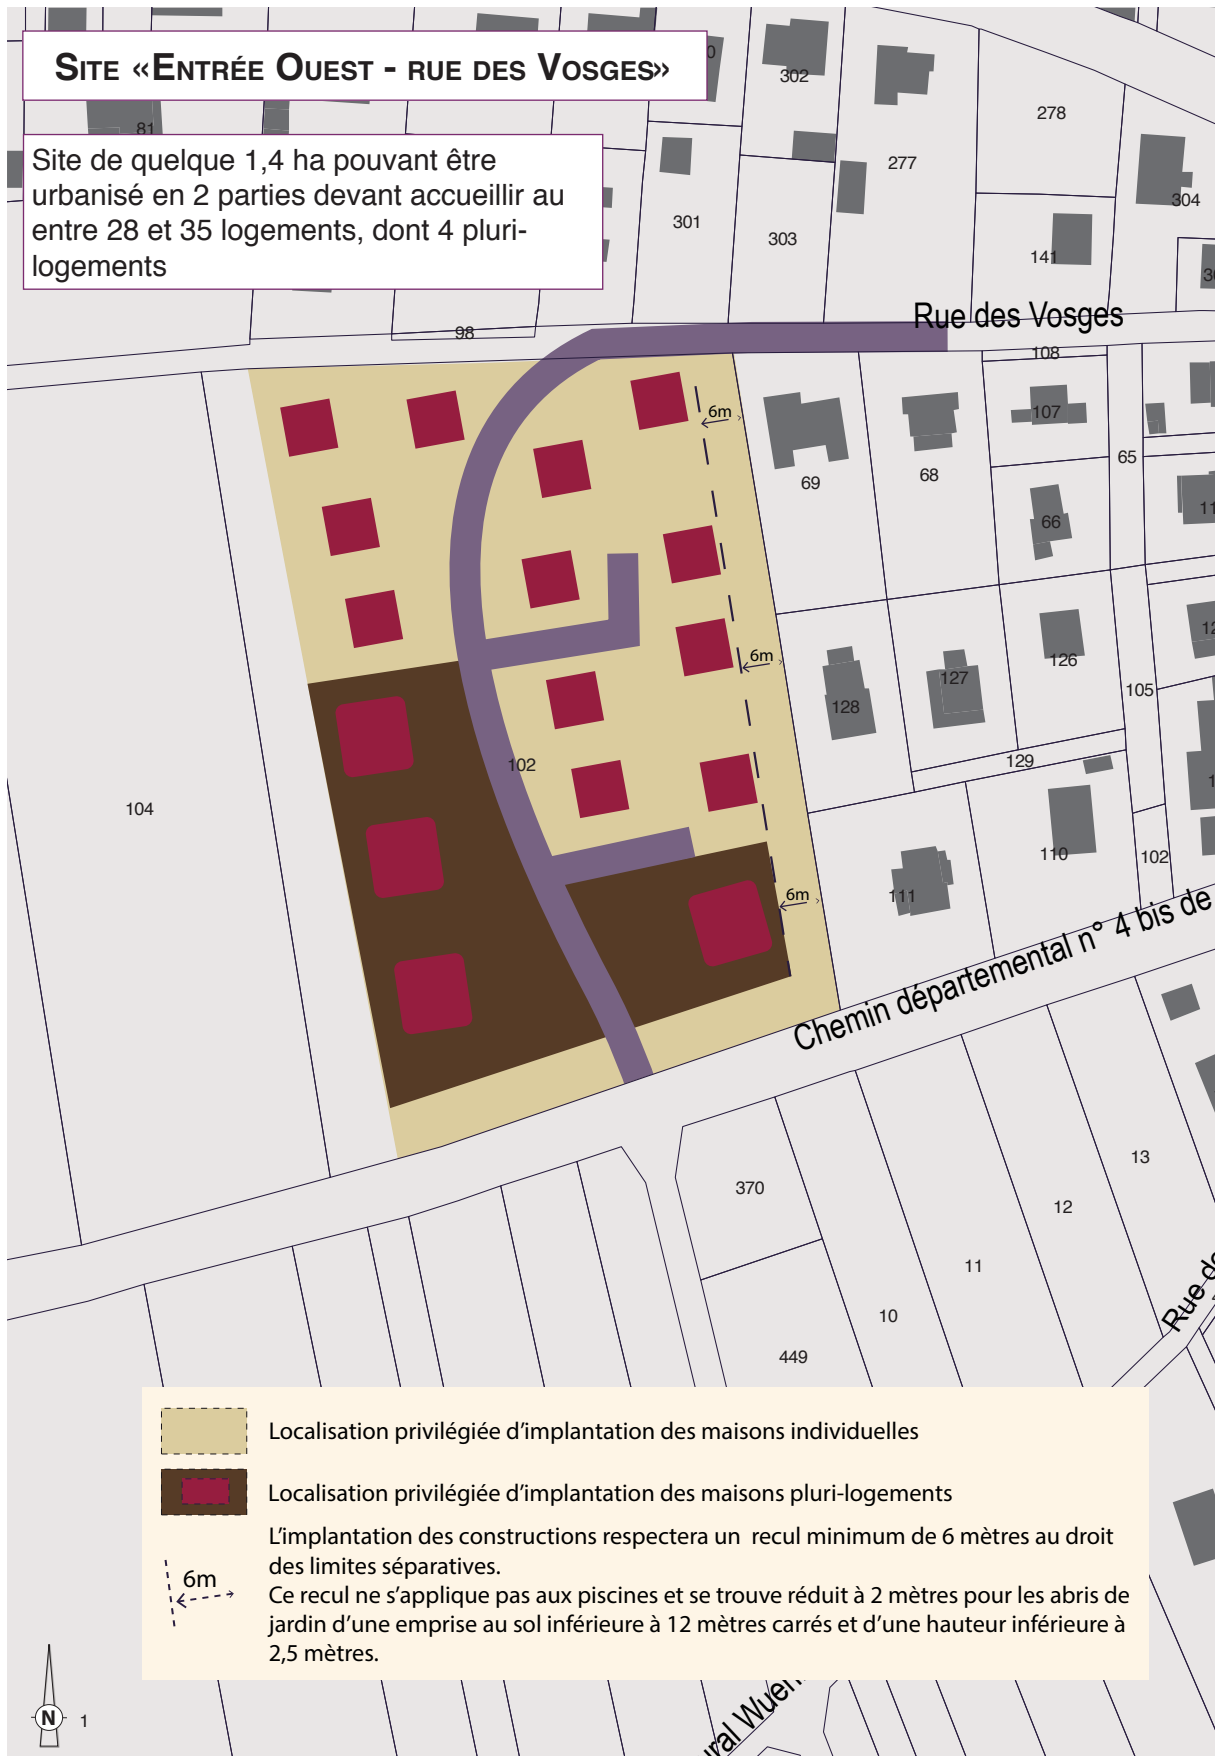 SITE «ENTRÉE OUEST - RUE DES VOSGES»
Site de quelque 1,4 ha pouvant être
urbanisé en 2 parties devant accueillir au
entre 28 et 35 logements, dont 4 pluri-
logements
81
302
278
277
304
301
303
141
98
Rue des Vosges
108
107
6m
69
68
65
66
6m
126
127
128
105
129
102
104
110
102
111
6m
Chemin départemental n° 4 bis de
13
370
12
11
10
449
Localisation privilégiée d'implantation des maisons individuelles
Localisation privilégiée d'implantation des maisons pluri-logements
L'implantation des constructions respectera un recul minimum de 6 mètres au droit
des limites séparatives.
6m
Ce recul ne s'applique pas aux piscines et se trouve réduit à 2 mètres pour les abris de
jardin d'une emprise au sol inférieure à 12 mètres carrés et d'une hauteur inférieure à
2,5 mètres.
N
1